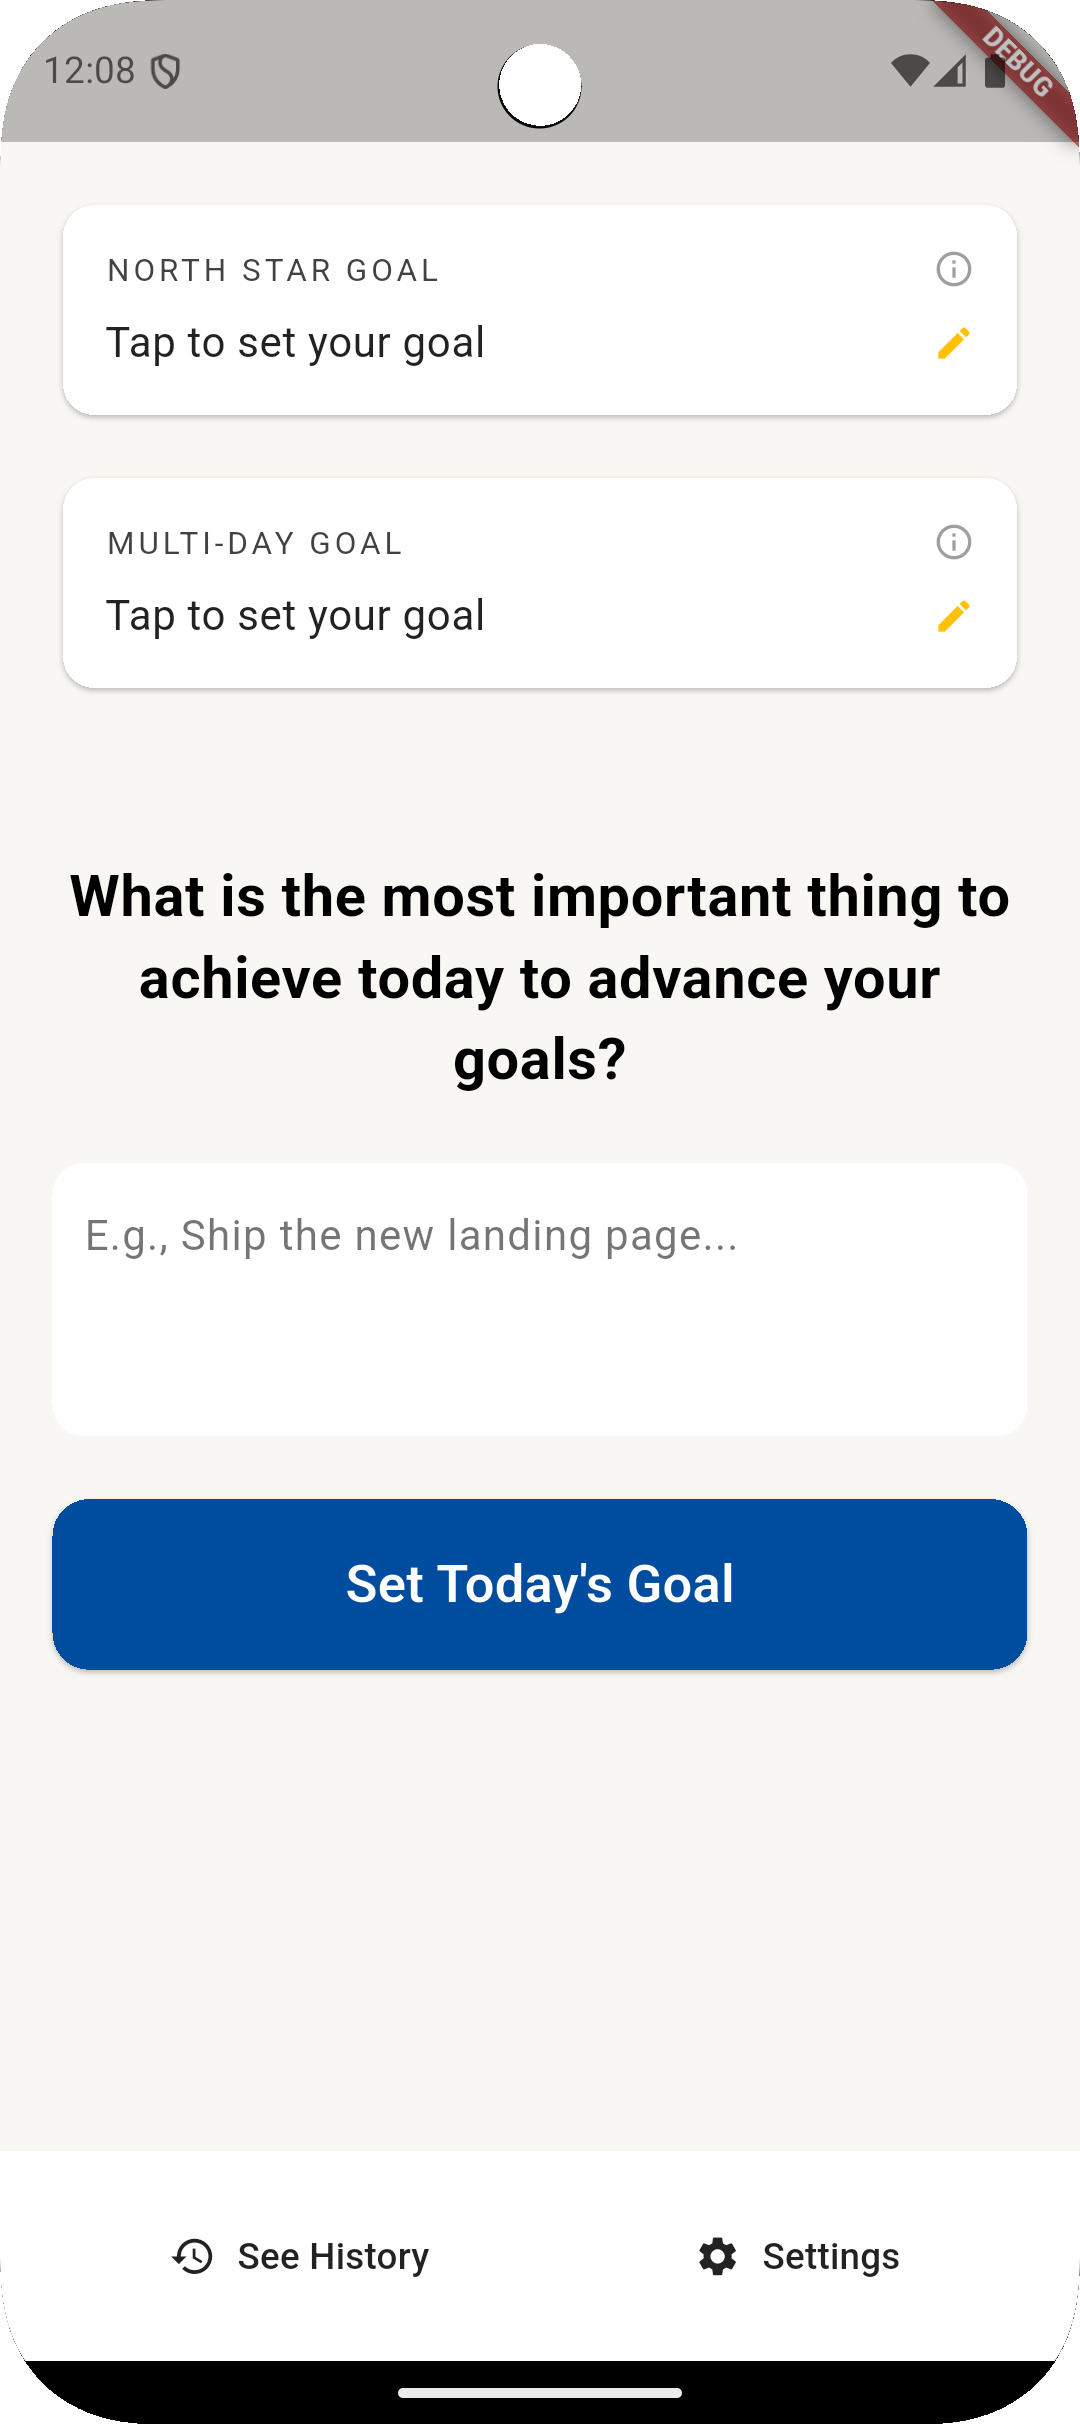 12:08
DEBUG
NORTH STAR GOAL
Tap to set your goal
MULTI-DAY GOAL
Tap to set your goal
What is the most important thing to
achieve today to advance your
goals?
E.g., Ship the new landing page...
Set Today's Goal
See History
Settings